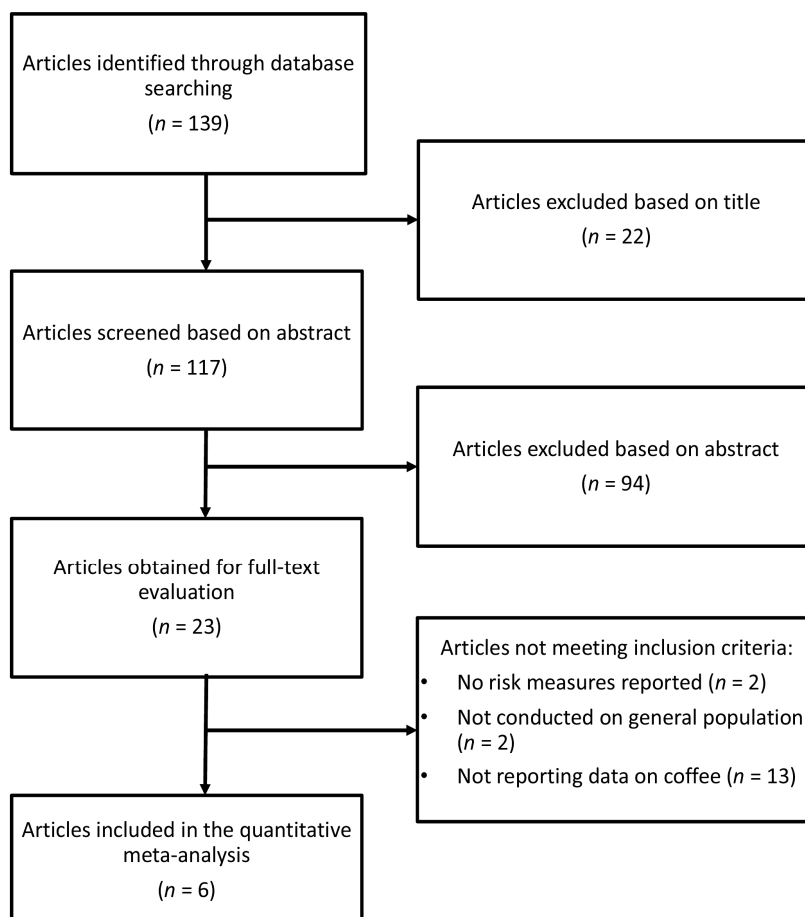 Articles identified through database
searching
(n = 139)
Articles excluded based on title
(n = 22)
Articles screened based on abstract
(n = 117)
Articles excluded based on abstract
(n = 94)
Articles obtained for full-text
evaluation
(n = 23)
Articles not meeting inclusion criteria:
• No risk measures reported (n = 2)
• Not conducted on general population
(n = 2)
• Not reporting data on coffee (n = 13)
Articles included in the quantitative
meta-analysis
(n = 6)